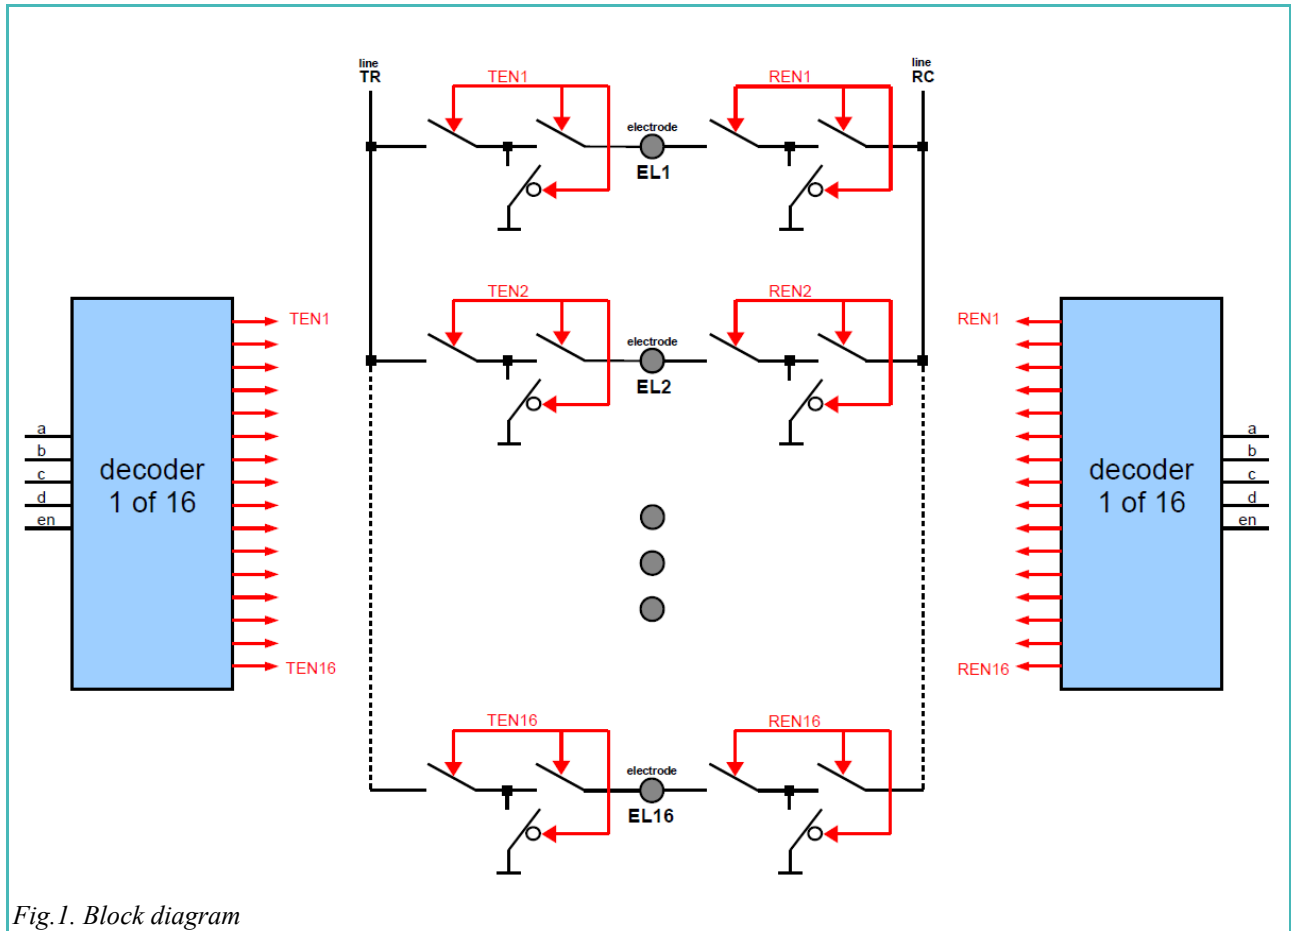 line
TR
TEN1
REN1
line
RC
electrode
EL1
TEN2
REN2
electrode
EL2
TEN1
REN1
a
b
c
d
en
decoder
1 of 16
decoder
1 of 16
a
b
c
d
en
TEN16
REN16
TEN16
REN16
electrode
EL16
Fig.1. Block diagram